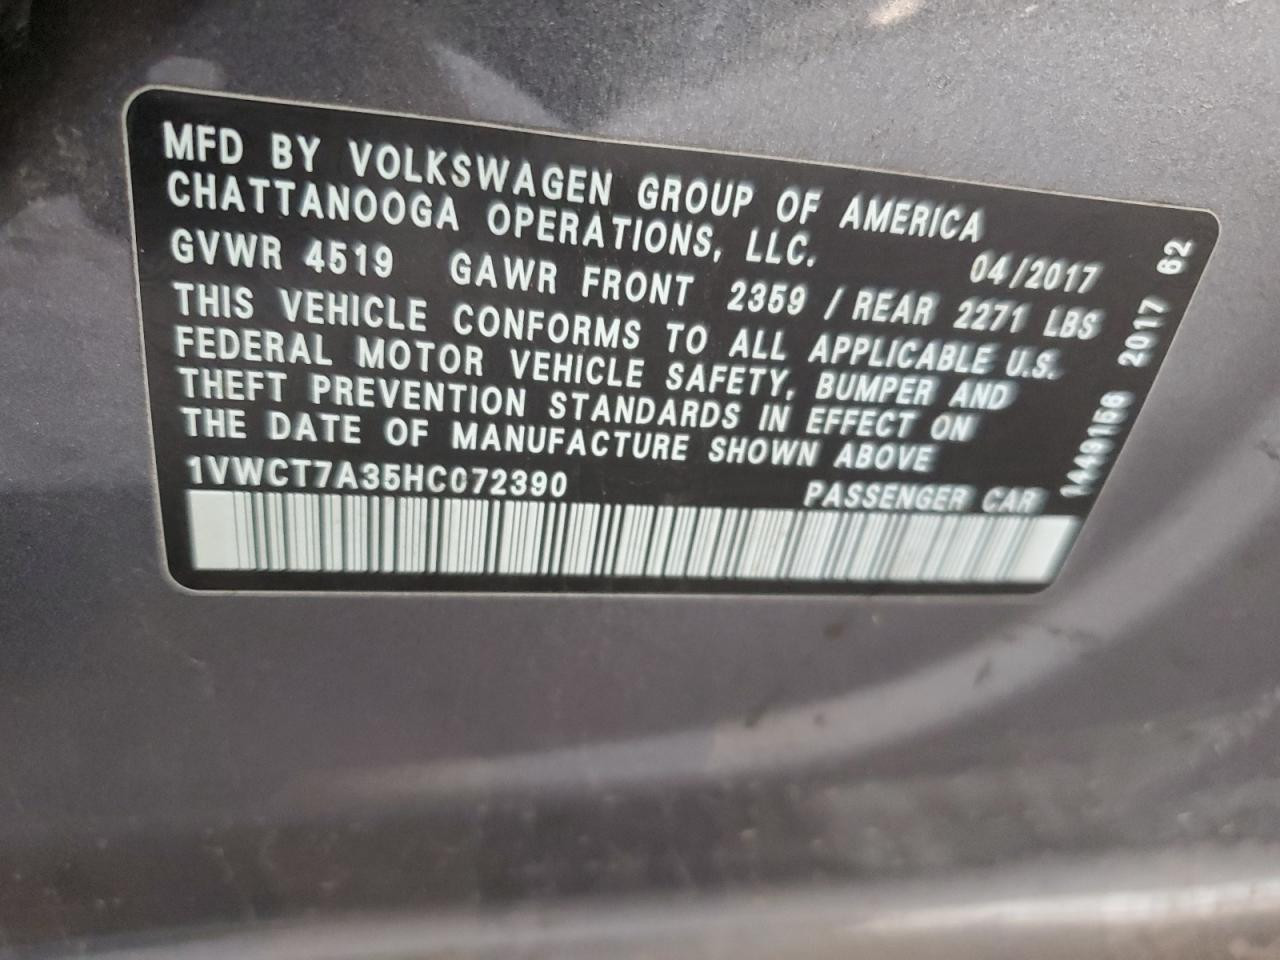 MFD BY VOLKSWAGEN GROUP OF AMERICA
CHATTANOOGA OPERATIONS, LLC.
04/2017
GVWR 4519 GAWR FRONT 2359 / REAR 2271 LBS
THIS VEHICLE CONFORMS TO ALL APPLICABLE U.S.
FEDERAL MOTOR VEHICLE SAFETY, BUMPER AND
THEFT PREVENTION STANDARDS IN EFFECT ON
THE DATE OF MANUFACTURE SHOWN ABOVE
1VWCT7A35HC072390 PASSENGER CAR
1449156 2017 62